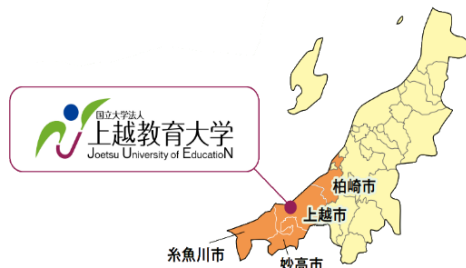 国立大学法人
上越教育大学
Joetsu University of EducatioN
柏崎市
上越市
糸魚川市
妙高市